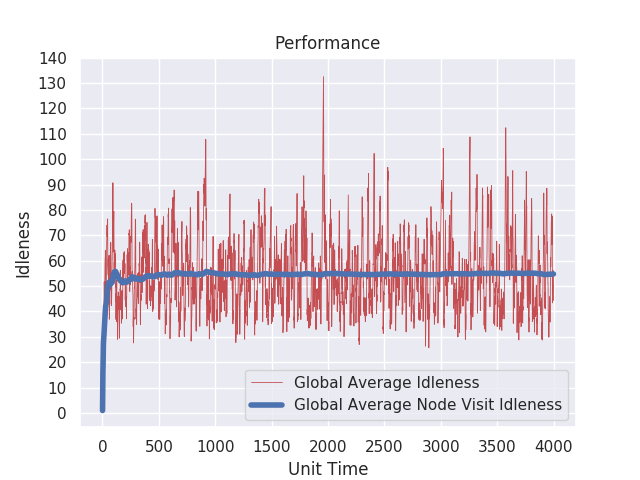 Performance
140
130
120
110
100
90
80
70
60
50
40
30
20
10
0
Idleness
Global Average Idleness
Global Average Node Visit Idleness
0 500 1000 1500 2000 2500 3000 3500 4000
Unit Time